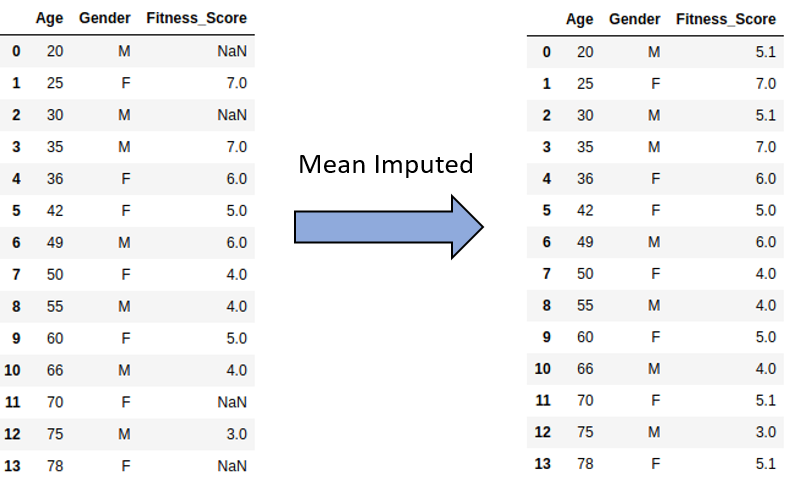 Age Gender Fitness_Score
0 20 M NaN
1 25 F 7.0
2 30 M NaN
3 35 M 7.0
4 36 F 6.0
5 42 F 5.0
6 49 M 6.0
7 50 F 4.0
8 55 M 4.0
9 60 F 5.0
10 66 M 4.0
11 70 F NaN
12 75 M 3.0
13 78 F NaN
Mean Imputed
Age Gender Fitness_Score
0 20 M 5.1
1 25 F 7.0
2 30 M 5.1
3 35 M 7.0
4 36 F 6.0
5 42 F 5.0
6 49 M 6.0
7 50 F 4.0
8 55 M 4.0
9 60 F 5.0
10 66 M 4.0
11 70 F 5.1
12 75 M 3.0
13 78 F 5.1